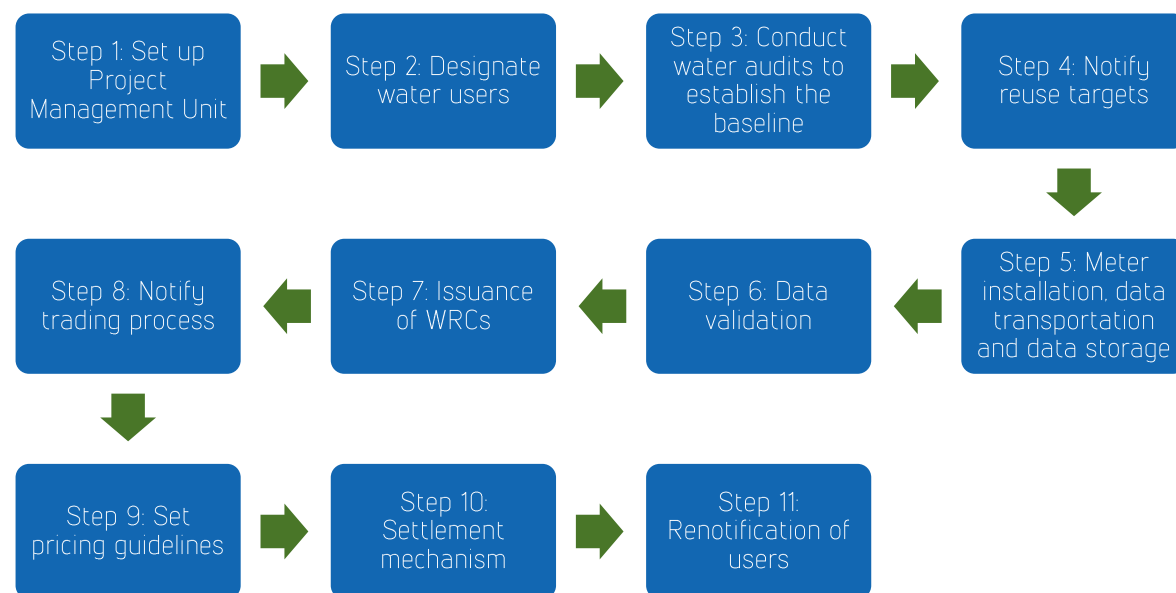 Step 1: Set up
Project
Management Unit
Step 2: Designate
water users
Step 3: Conduct
water audits to
establish the
baseline
Step 4: Notify
reuse targets
Step 5: Meter
installation, data
transportation
and data storage
Step 6: Data
validation
Step 7: Issuance
of WRCs
Step 8: Notify
trading process
Step 9: Set
pricing guidelines
Step 10:
Settlement
mechanism
Step 11:
Renotification of
users